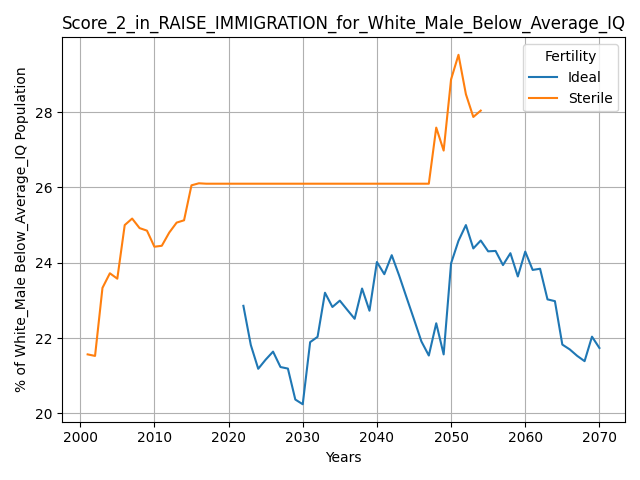 Score_2_in_RAISE_IMMIGRATION_for_White_Male_Below_Average_IQ
% of White_Male Below_Average_IQ Population
28
26
24
22
20
Fertility
Ideal
Sterile
2000 2010 2020 2030 2040 2050 2060 2070
Years